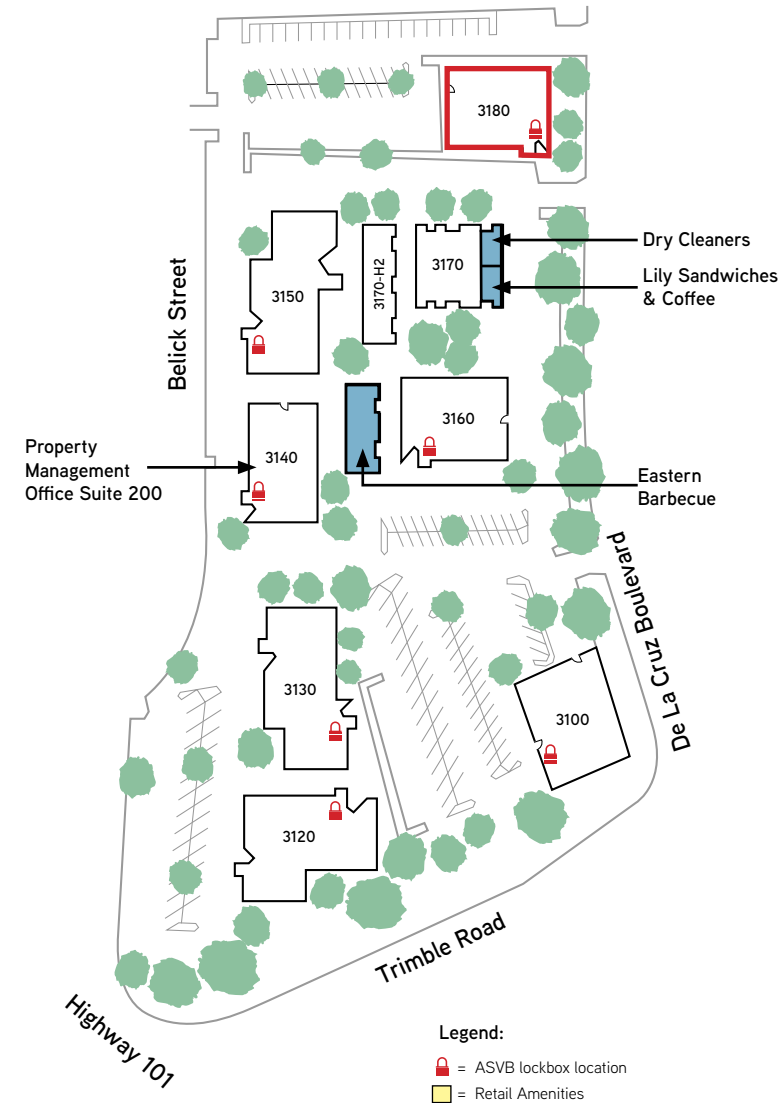 3180
Dry Cleaners
3170
3170-H2
Lily Sandwiches
& Coffee
3150
Belick Street
3160
Property
Management
Office Suite 200
3140
Eastern
Barbecue
De La Cruz Boulevard
3130
3100
3120
Trimble Road
Highway 101
Legend:
= ASVB lockbox location
= Retail Amenities